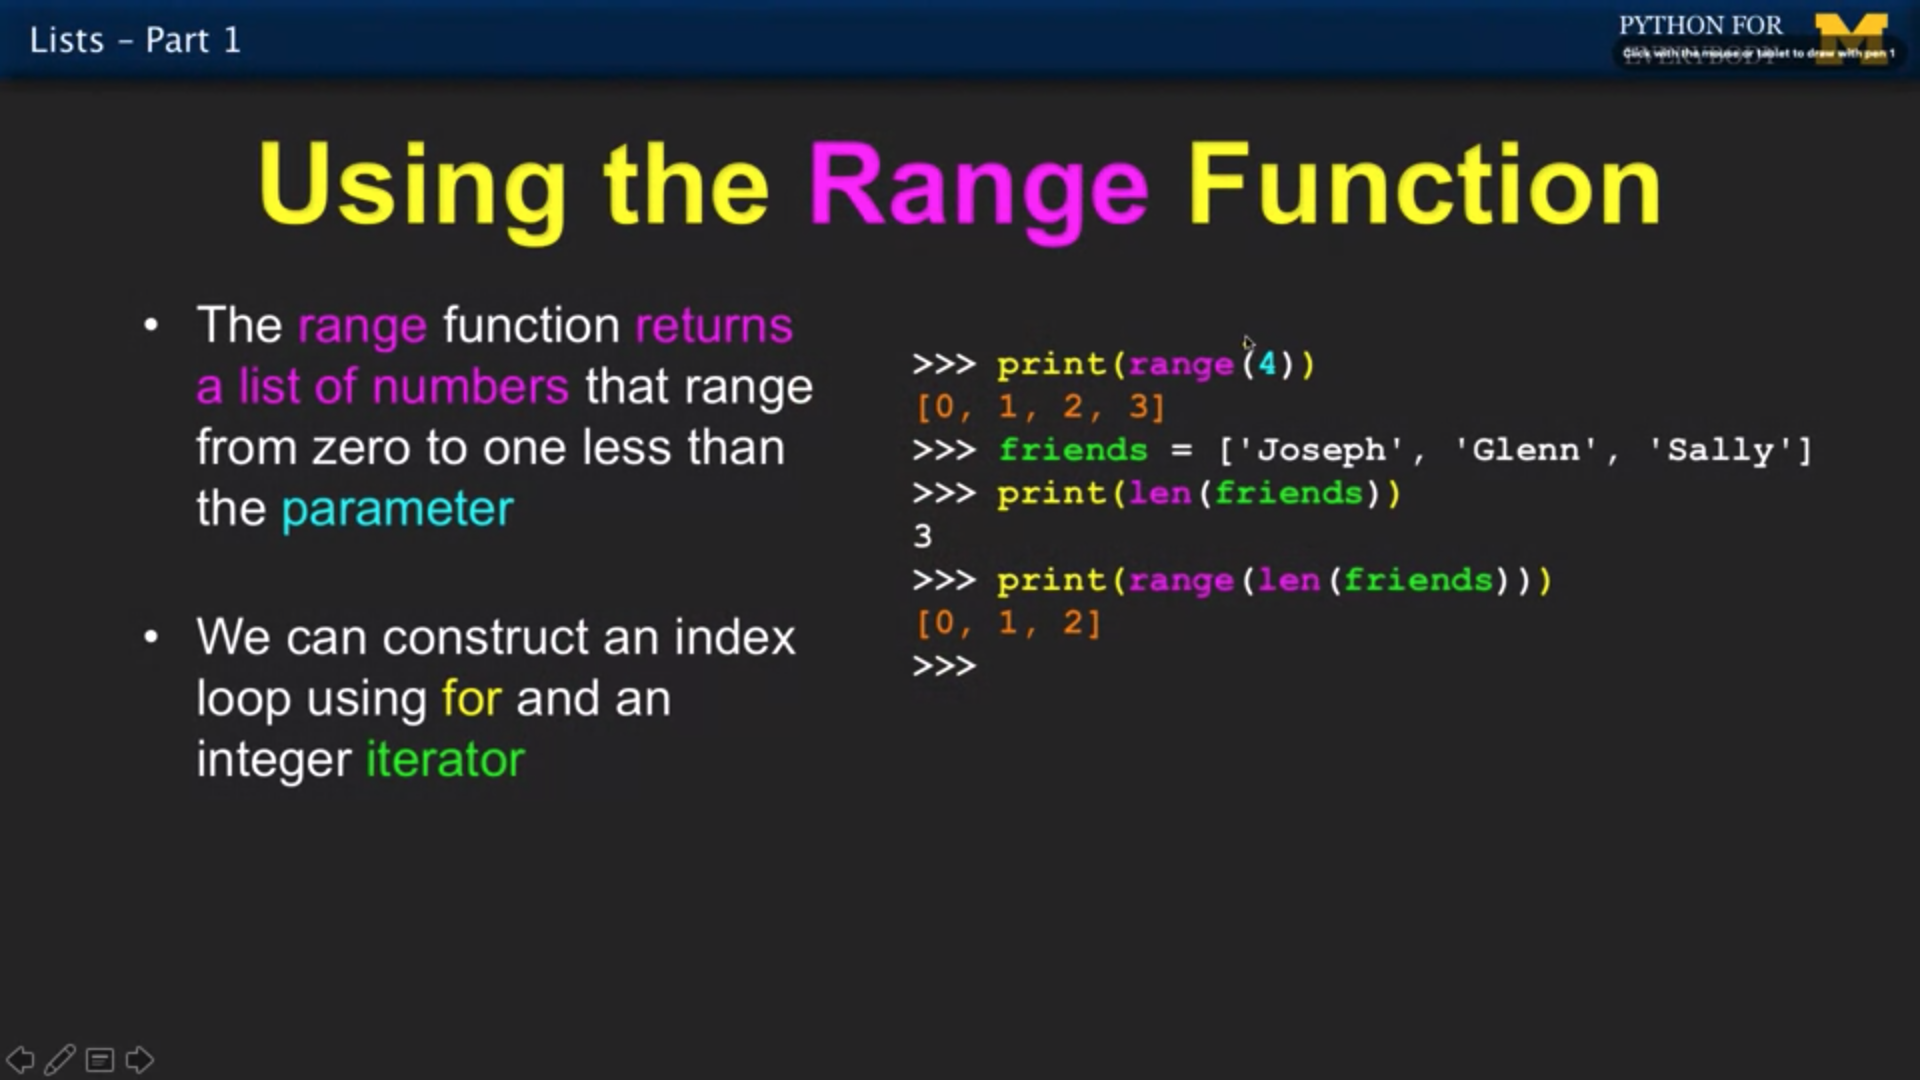 Lists – Part 1
PYTHON FOR
EVERYBODY
Click with the mouse or tablet to draw with pen 1
Using the Range Function
• The range function returns
a list of numbers that range
from zero to one less than
the parameter
• We can construct an index
loop using for and an
integer iterator
>>> print(range(4))
[0, 1, 2, 3]
>>> friends = ['Joseph', 'Glenn', 'Sally']
>>> print(len(friends))
3
>>> print(range(len(friends)))
[0, 1, 2]
>>>